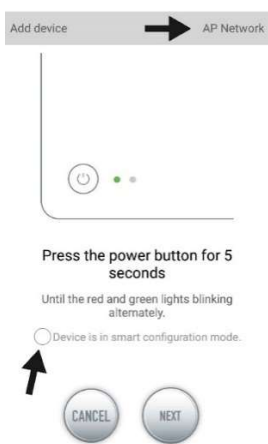 Add device AP Network
Press the power button for 5
seconds
Until the red and green lights blinking
alternately.
Device is in smart configuration mode.
CANCEL NEXT